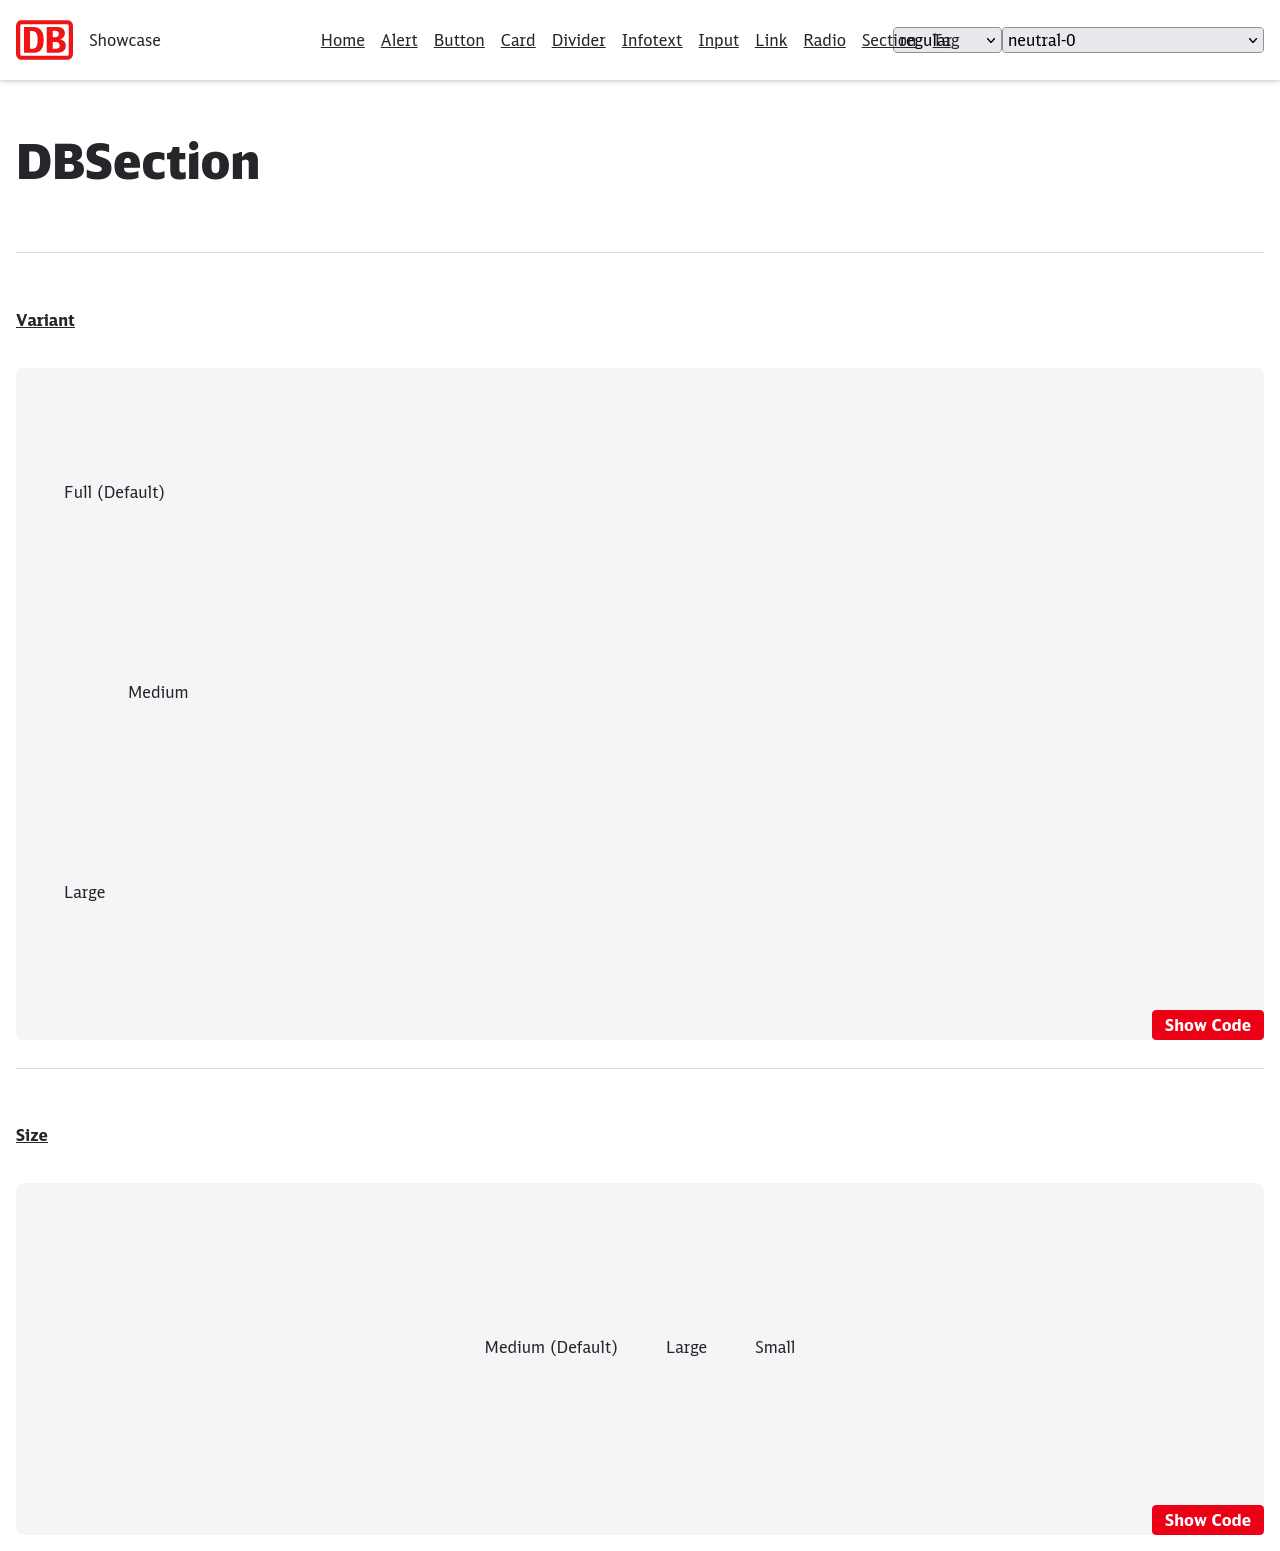 DB Showcase Home Alert Button Card Divider Infotext Input Link Radio Section Tag regular neutral-0
DBSection
Variant
Full (Default)
Medium
Large
Show Code
Size
Medium (Default) Large Small
Show Code